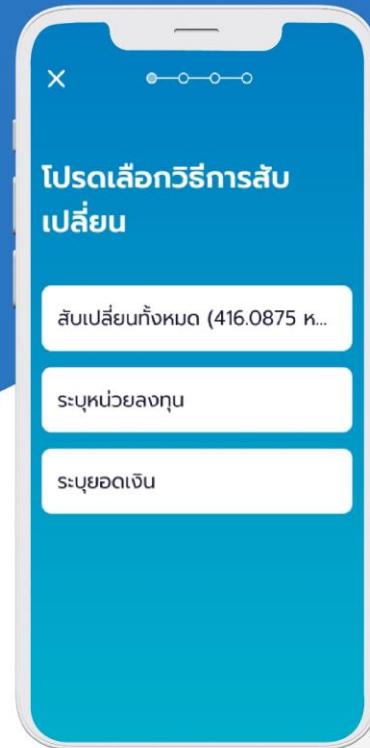 โปรดเลือกวิธีการสับ
เปลี่ยน
สับเปลี่ยนทั้งหมด (416.0875 ห...
ระบุหน่วยลงทุน
ระบุยอดเงิน